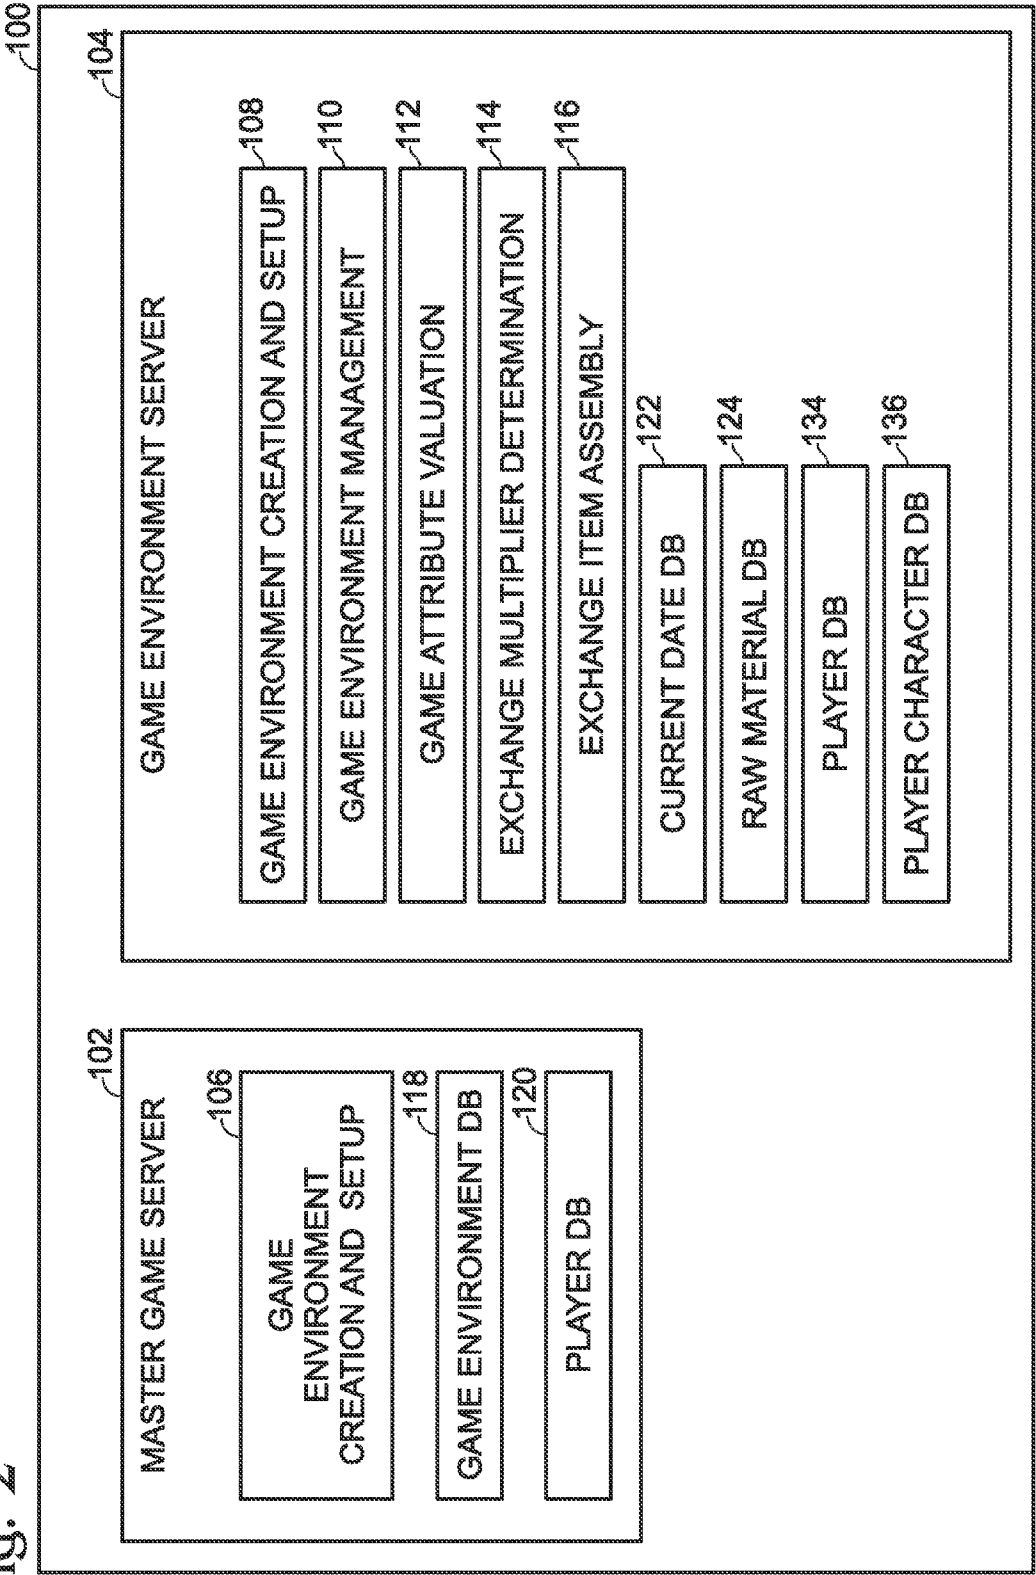 ig. 2
100
102
MASTER GAME SERVER
106
GAME
ENVIRONMENT
CREATION AND SETUP
118
GAME ENVIRONMENT DB
120
PLAYER DB
104
GAME ENVIRONMENT SERVER
GAME ENVIRONMENT CREATION AND SETUP
108
GAME ENVIRONMENT MANAGEMENT
110
GAME ATTRIBUTE VALUATION
112
EXCHANGE MULTIPLIER DETERMINATION
114
EXCHANGE ITEM ASSEMBLY
116
CURRENT DATE DB
122
RAW MATERIAL DB
124
PLAYER DB
134
PLAYER CHARACTER DB
136